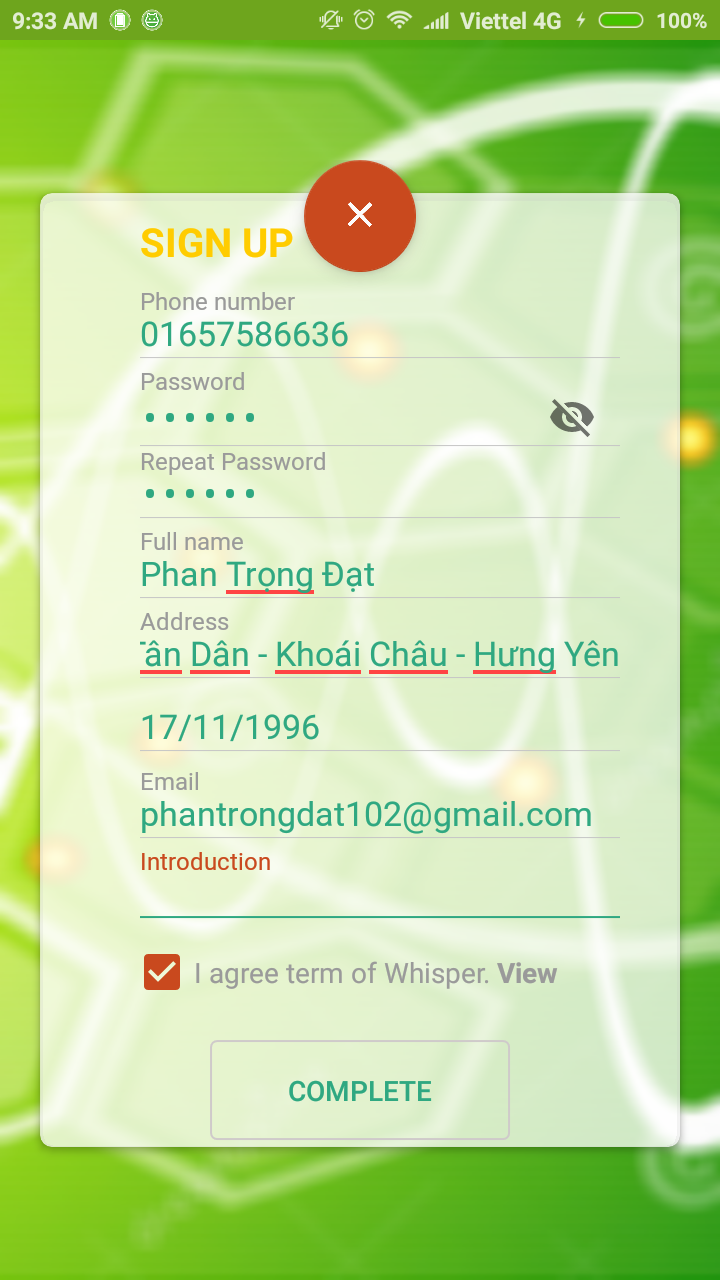 9:33 AM Viettel 4G 100%
SIGN UP
Phone number
01657586636
Password
••••••
Repeat Password
••••••
Full name
Phan Trọng Đạt
Address
Dân - Khoái Châu - Hưng Yên
17/11/1996
Email
phantrongdat102@gmail.com
Introduction
I agree term of Whisper. View
COMPLETE